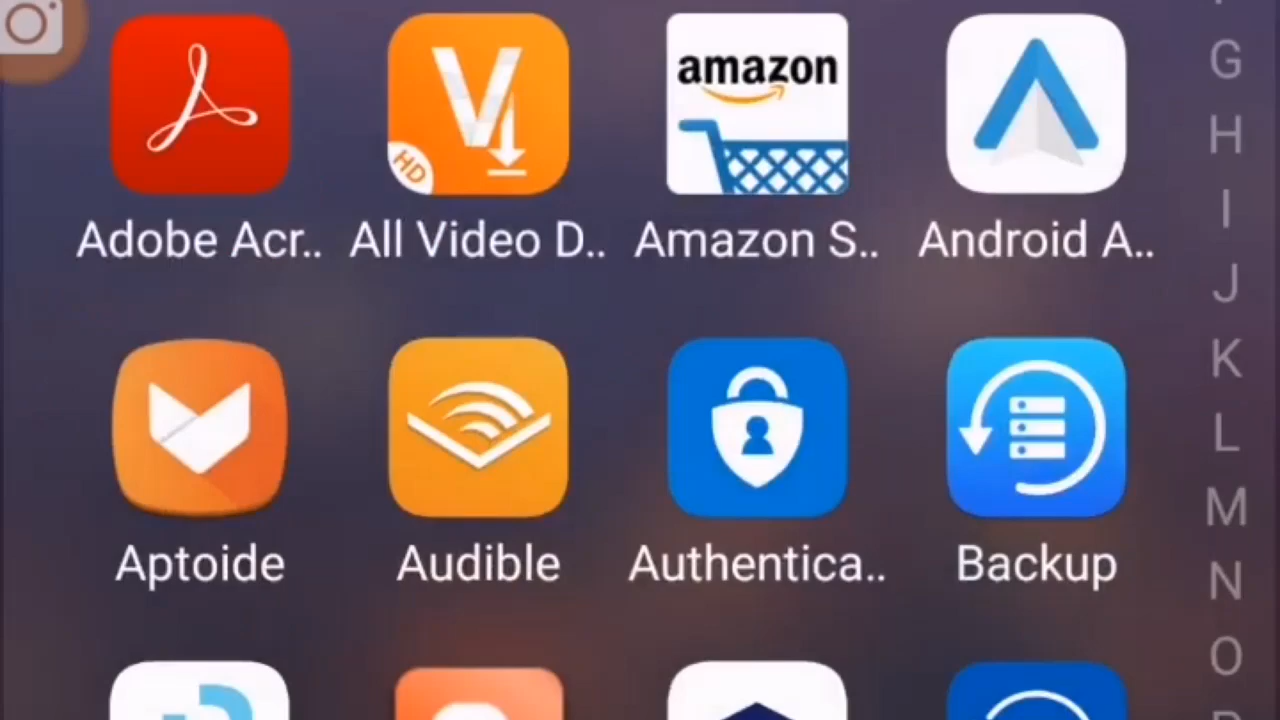 amazon
HD
Adobe Acr.. All Video D.. Amazon S.. Android A..
Aptoide Audible Authentica.. Backup
G
H
I
J
K
L
M
N
O